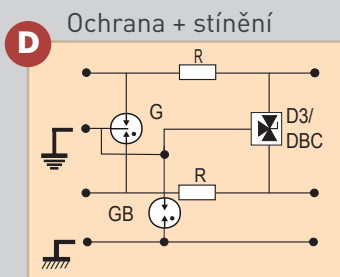 Ochrana + stínění
D
R
G
D3/
DBC
R
GB